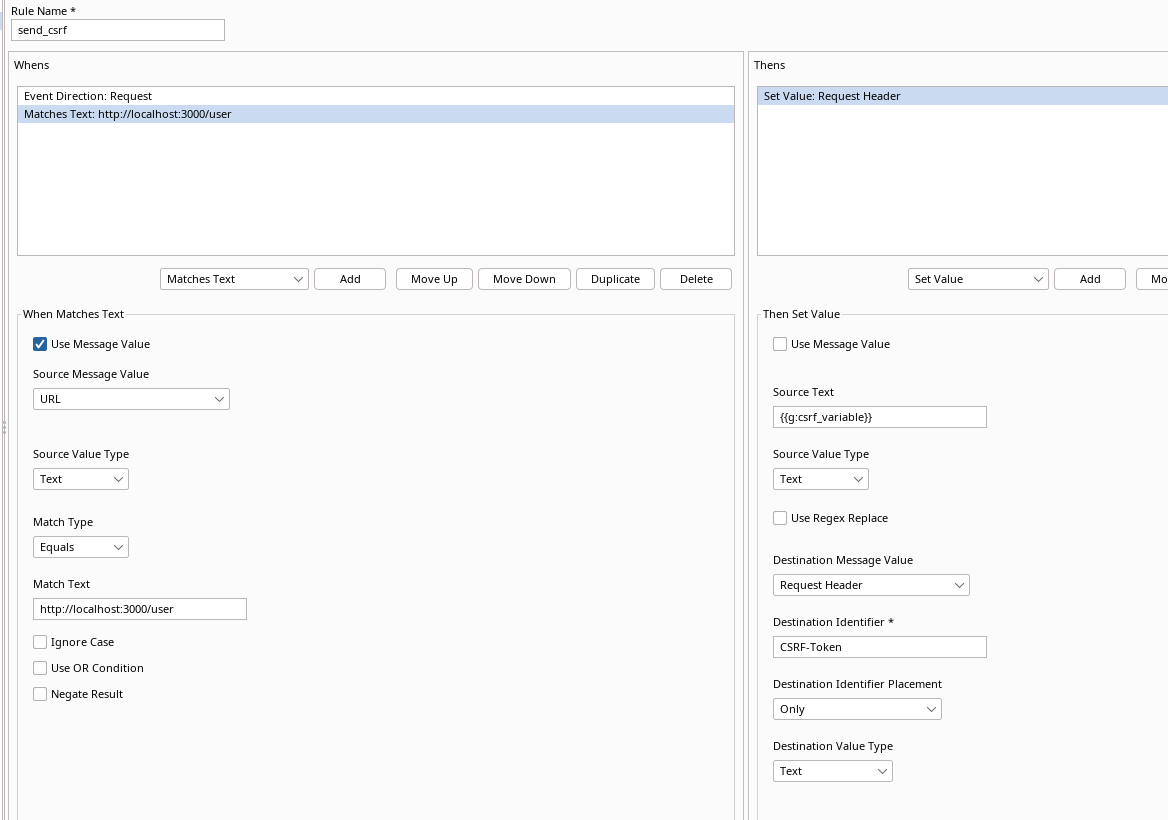 Rule Name *
send_csrf
Whens
Event Direction: Request
Matches Text: http://localhost:3000/user
Matches Text
Add
Move Up
Move Down
Duplicate
Delete
When Matches Text
Use Message Value
Source Message Value
URL
Source Value Type
Text
Match Type
Equals
Match Text
http://localhost:3000/user
Ignore Case
Use OR Condition
Negate Result
Thens
Set Value: Request Header
Set Value
Add
Mo
Then Set Value
Use Message Value
Source Text
{{g:csrf_variable}}
Source Value Type
Text
Use Regex Replace
Destination Message Value
Request Header
Destination Identifier *
CSRF-Token
Destination Identifier Placement
Only
Destination Value Type
Text